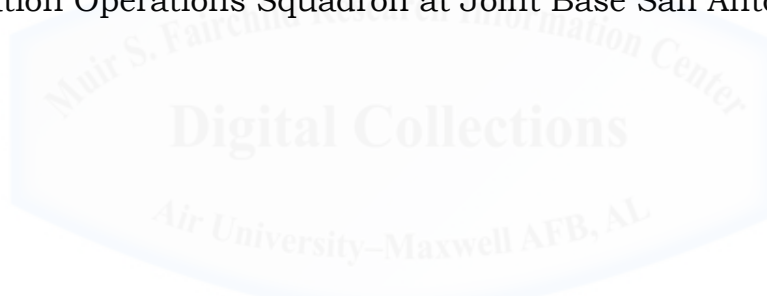 Operations Squadron at Joint Base San
Muir S. Fairchild Research Information Center
Digital Collections
Air University–Maxwell AFB, AL